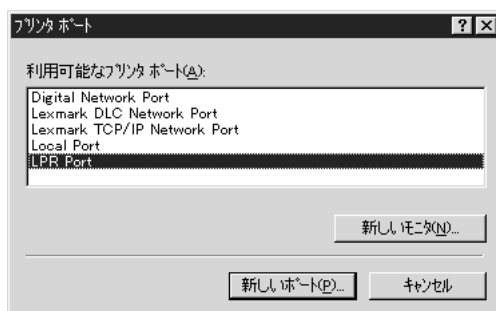 プリンタ ポート
利用可能なプリンタ ポート(A):
Digital Network Port
Lexmark DLC Network Port
Lexmark TCP/IP Network Port
Local Port
LPR Port
新しいモニタ(N)...
新しいポート(P)...
キャンセル